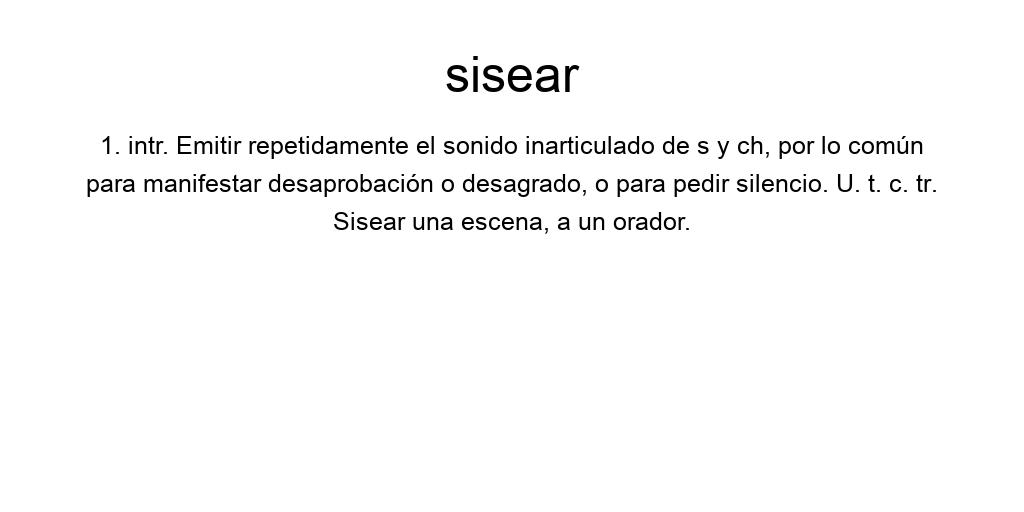 sisear
1. intr. Emitir repetidamente el sonido inarticulado de s y ch, por lo común
para manifestar desaprobación o desagrado, o para pedir silencio. U. t. c. tr.
Sisear una escena, a un orador.